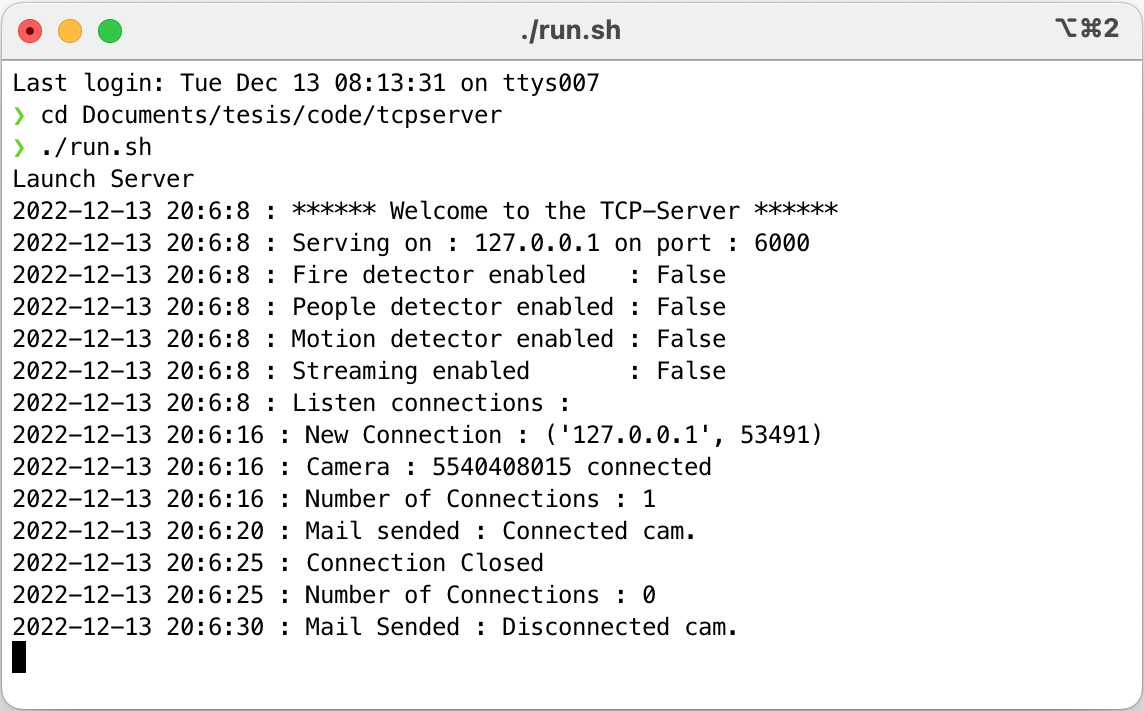 ./run.sh
⌥⌘2
Last login: Tue Dec 13 08:13:31 on ttys007
❯ cd Documents/tesis/code/tcpserver
❯ ./run.sh
Launch Server
2022-12-13 20:6:8 : ****** Welcome to the TCP-Server ******
2022-12-13 20:6:8 : Serving on : 127.0.0.1 on port : 6000
2022-12-13 20:6:8 : Fire detector enabled   : False
2022-12-13 20:6:8 : People detector enabled : False
2022-12-13 20:6:8 : Motion detector enabled : False
2022-12-13 20:6:8 : Streaming enabled       : False
2022-12-13 20:6:8 : Listen connections :
2022-12-13 20:6:16 : New Connection : ('127.0.0.1', 53491)
2022-12-13 20:6:16 : Camera : 5540408015 connected
2022-12-13 20:6:16 : Number of Connections : 1
2022-12-13 20:6:20 : Mail sended : Connected cam.
2022-12-13 20:6:25 : Connection Closed
2022-12-13 20:6:25 : Number of Connections : 0
2022-12-13 20:6:30 : Mail Sended : Disconnected cam.